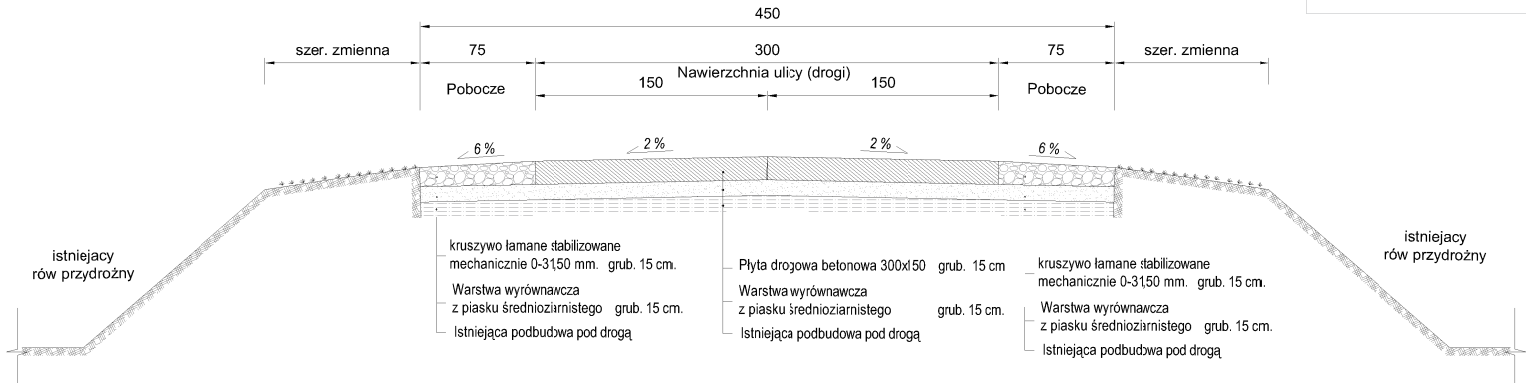 450
szer. zmienna
75
300
75
szer. zmienna
Nawierzchnia ulicy (drogi)
Pobocze
150
150
Pobocze
6 %
2 %
2 %
6 %
istniejacy
rów przydrożny
kruszywo łamane stabilizowane
mechanicznie 0-31,50 mm. grub. 15 cm.
Warstwa wyrównawcza
z piasku średnioziarnistego grub. 15 cm.
Istniejąca podbudowa pod drogą
Płyta drogowa betonowa 300x150 grub. 15 cm
Warstwa wyrównawcza
z piasku średnioziarnistego grub. 15 cm.
Istniejąca podbudowa pod drogą
kruszywo łamane stabilizowane
mechanicznie 0-31,50 mm. grub. 15 cm.
Warstwa wyrównawcza
z piasku średnioziarnistego grub. 15 cm.
Istniejąca podbudowa pod drogą
istniejacy
rów przydrożny